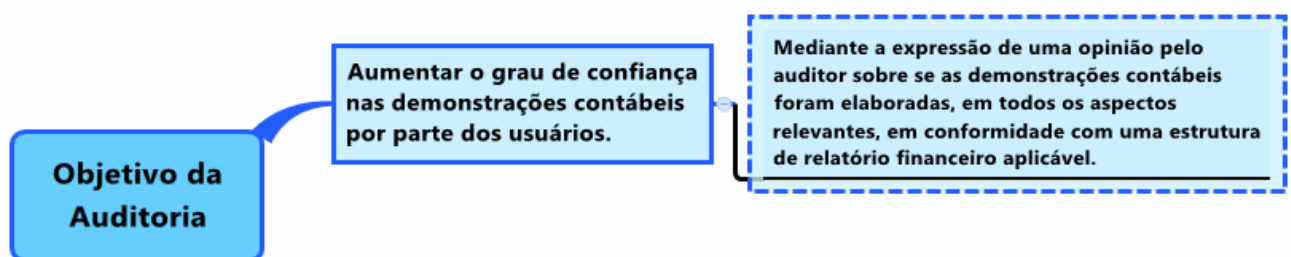 Objetivo da
Auditoria
Aumentar o grau de confiança
nas demonstrações contábeis
por parte dos usuários.
Mediante a expressão de uma opinião pelo
auditor sobre se as demonstrações contábeis
foram elaboradas, em todos os aspectos
relevantes, em conformidade com uma estrutura
de relatório financeiro aplicável.